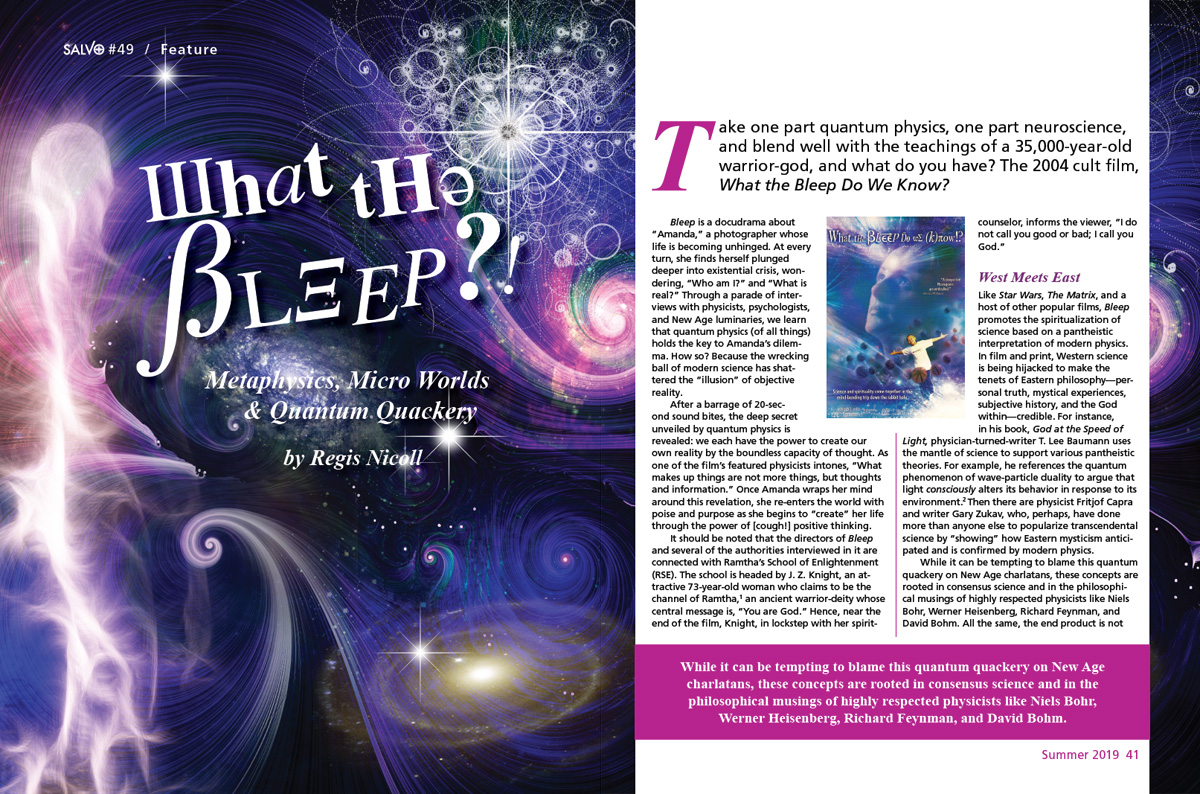 SALVO #49 / Feature
Шhat tHə
βLΞEP?!
Metaphysics, Micro Worlds
& Quantum Quackery
by Regis Nicoll
Take one part quantum physics, one part neuroscience,
and blend well with the teachings of a 35,000-year-old
warrior-god, and what do you have? The 2004 cult film,
What the Bleep Do We Know?
Bleep is a docudrama about
“Amanda,” a photographer whose
life is becoming unhinged. At every
turn, she finds herself plunged
deeper into existential crisis, won-
dering, “Who am I?” and “What is
real?” Through a parade of inter-
views with physicists, psychologists,
and New Age luminaries, we learn
that quantum physics (of all things)
holds the key to Amanda’s dilem-
ma. How so? Because the wrecking
ball of modern science has shat-
tered the “illusion” of objective
reality.
After a barrage of 20-sec-
ond sound bites, the deep secret
unveiled by quantum physics is
revealed: we each have the power to create our
own reality by the boundless capacity of thought. As
one of the film’s featured physicists intones, “What
makes up things are not more things, but thoughts
and information.” Once Amanda wraps her mind
around this revelation, she re-enters the world with
poise and purpose as she begins to “create” her life
through the power of [cough!] positive thinking.
It should be noted that the directors of Bleep
and several of the authorities interviewed in it are
connected with Ramtha’s School of Enlightenment
(RSE). The school is headed by J. Z. Knight, an at-
tractive 73-year-old woman who claims to be the
channel of Ramtha,¹ an ancient warrior-deity whose
central message is, “You are God.” Hence, near the
end of the film, Knight, in lockstep with her spirit-
What the βLΞΕP Do wΣ (k)πow!?
Science and spirituality come together in this
mind-bending trip down the rabbit hole.
counselor, informs the viewer, “I do
not call you good or bad; I call you
God.”
West Meets East
Like Star Wars, The Matrix, and a
host of other popular films, Bleep
promotes the spiritualization of
science based on a pantheistic
interpretation of modern physics.
In film and print, Western science
is being hijacked to make the
tenets of Eastern philosophy—per-
sonal truth, mystical experiences,
subjective history, and the God
within—credible. For instance,
in his book, God at the Speed of
Light, physician-turned-writer T. Lee Baumann uses
the mantle of science to support various pantheistic
theories. For example, he references the quantum
phenomenon of wave-particle duality to argue that
light consciously alters its behavior in response to its
environment.² Then there are physicist Fritjof Capra
and writer Gary Zukav, who, perhaps, have done
more than anyone else to popularize transcendental
science by “showing” how Eastern mysticism antici-
pated and is confirmed by modern physics.
While it can be tempting to blame this quantum
quackery on New Age charlatans, these concepts are
rooted in consensus science and in the philosophi-
cal musings of highly respected physicists like Niels
Bohr, Werner Heisenberg, Richard Feynman, and
David Bohm. All the same, the end product is not
While it can be tempting to blame this quantum quackery on New Age
charlatans, these concepts are rooted in consensus science and in the
philosophical musings of highly respected physicists like Niels Bohr,
Werner Heisenberg, Richard Feynman, and David Bohm.
Summer 2019 41